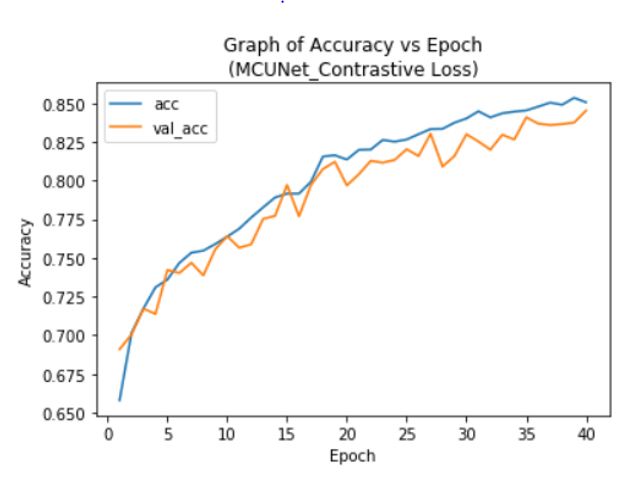 Graph of Accuracy vs Epoch
(MCUNet_Contrastive Loss)
acc
val_acc
0.850
0.825
0.800
0.775
0.750
0.725
0.700
0.675
0.650
Accuracy
0 5 10 15 20 25 30 35 40
Epoch